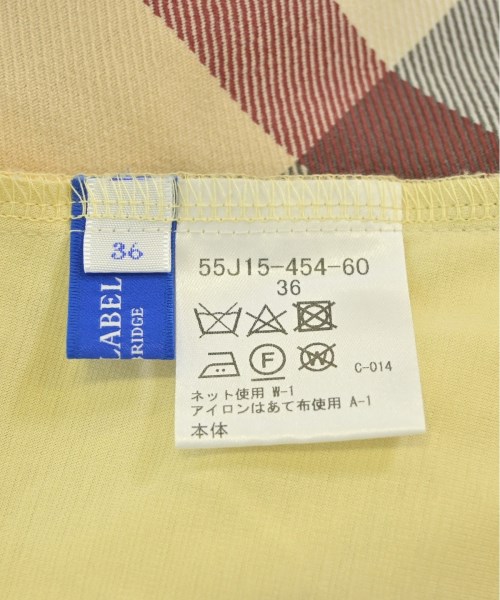 36
LABEL
RIDGE
55J15-454-60
36
F W
C-014
ネット使用 W-1
アイロンはあて布使用 A-1
本体